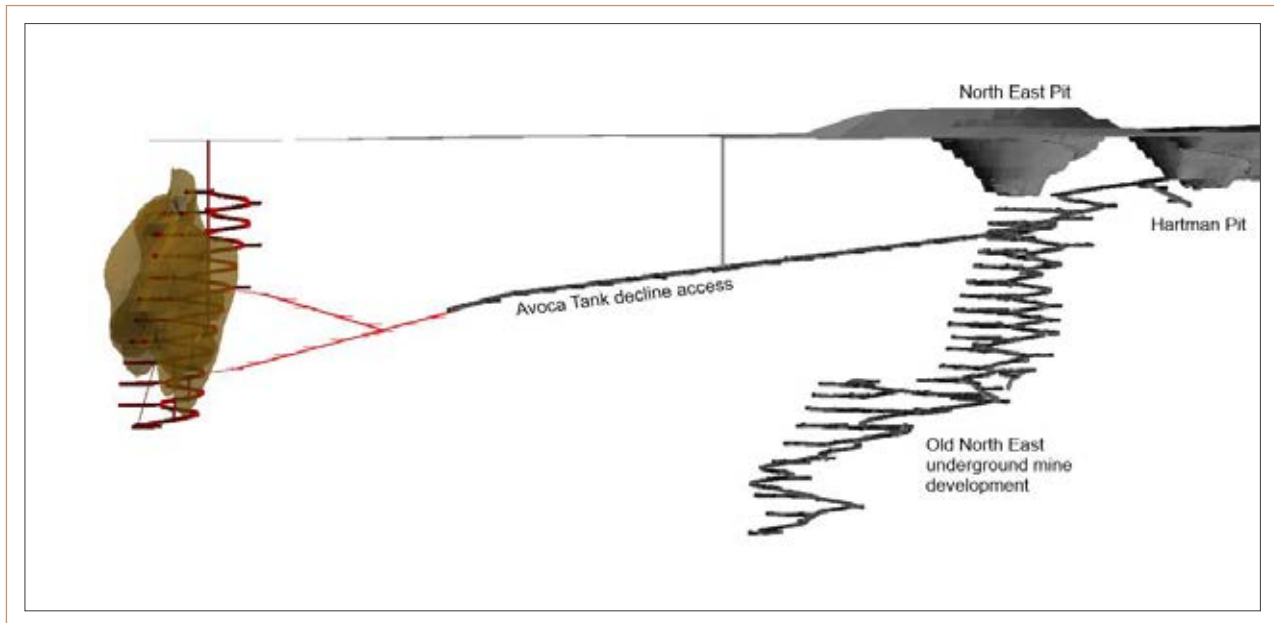 North East Pit
Hartman Pit
Avoca Tank decline access
Old North East
underground mine
development